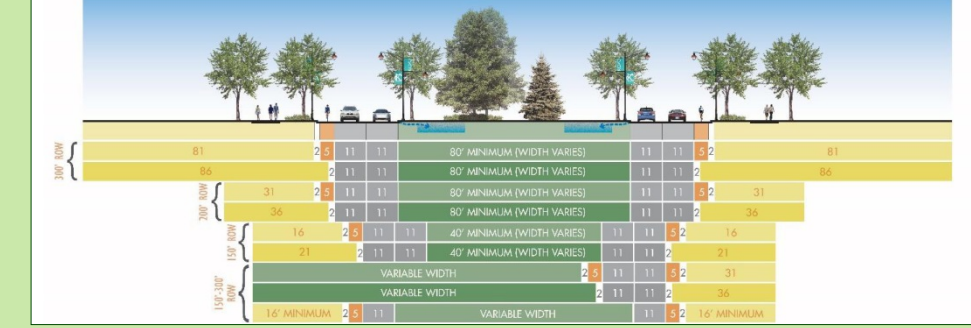 300' ROW
81 2 5 11 11 80' MINIMUM (WIDTH VARIES) 11 11 5 2 81
86 2 11 11 80' MINIMUM (WIDTH VARIES) 11 11 2 86
200' ROW
31 2 5 11 11 80' MINIMUM (WIDTH VARIES) 11 11 5 2 31
36 2 11 11 80' MINIMUM (WIDTH VARIES) 11 11 2 36
150' ROW
16 2 5 11 11 40' MINIMUM (WIDTH VARIES) 11 11 5 2 16
21 2 11 11 40' MINIMUM (WIDTH VARIES) 11 11 2 21
150'-300' ROW
VARIABLE WIDTH 2 5 11 11 5 2 31
VARIABLE WIDTH 2 11 11 2 36
16' MINIMUM 2 5 11 VARIABLE WIDTH 11 5 2 16' MINIMUM